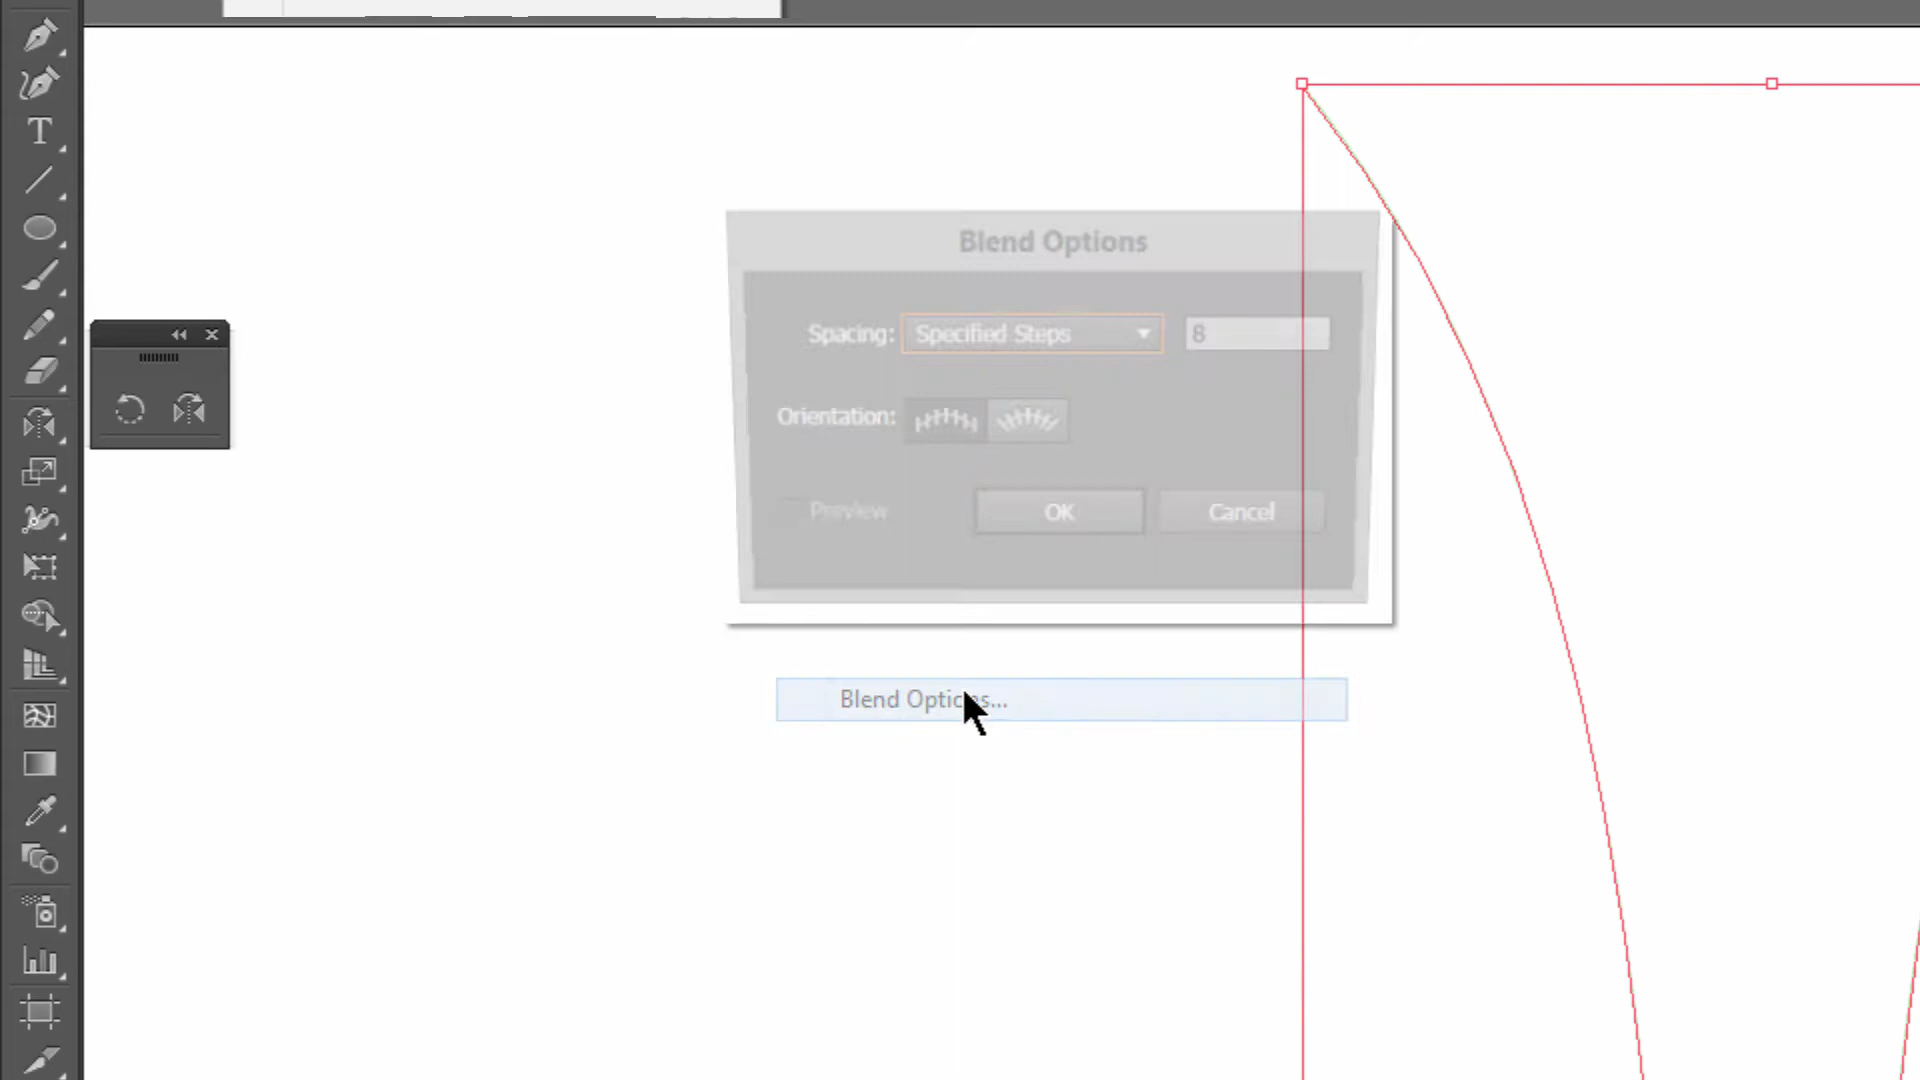 Blend Options
Spacing: Specified Steps 8
Orientation:
Preview OK Cancel
Blend Options...